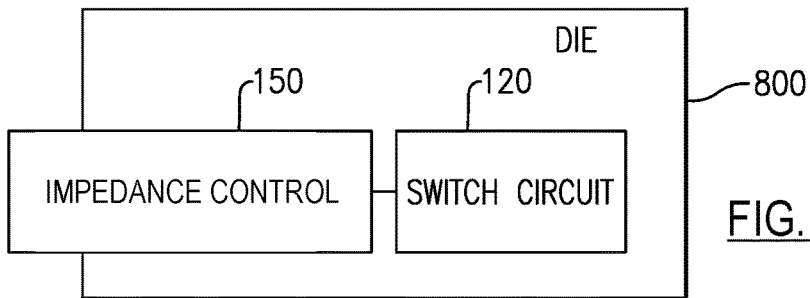 DIE
150
120
800
IMPEDANCE CONTROL
SWITCH CIRCUIT
FIG.